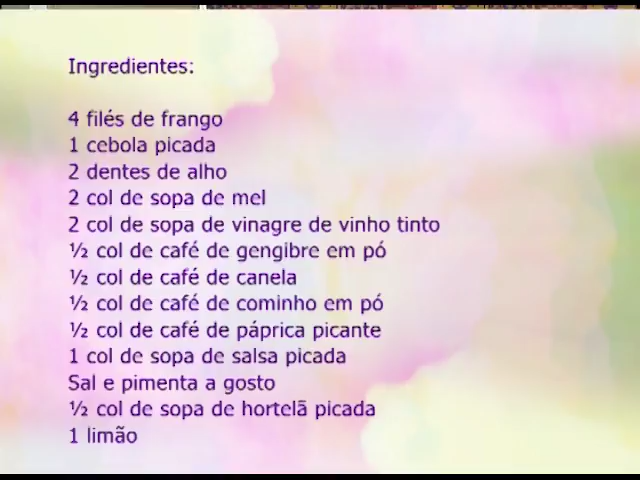 Ingredientes:
4 filés de frango
1 cebola picada
2 dentes de alho
2 col de sopa de mel
2 col de sopa de vinagre de vinho tinto
½ col de café de gengibre em pó
½ col de café de canela
½ col de café de cominho em pó
½ col de café de páprica picante
1 col de sopa de salsa picada
Sal e pimenta a gosto
½ col de sopa de hortelã picada
1 limão